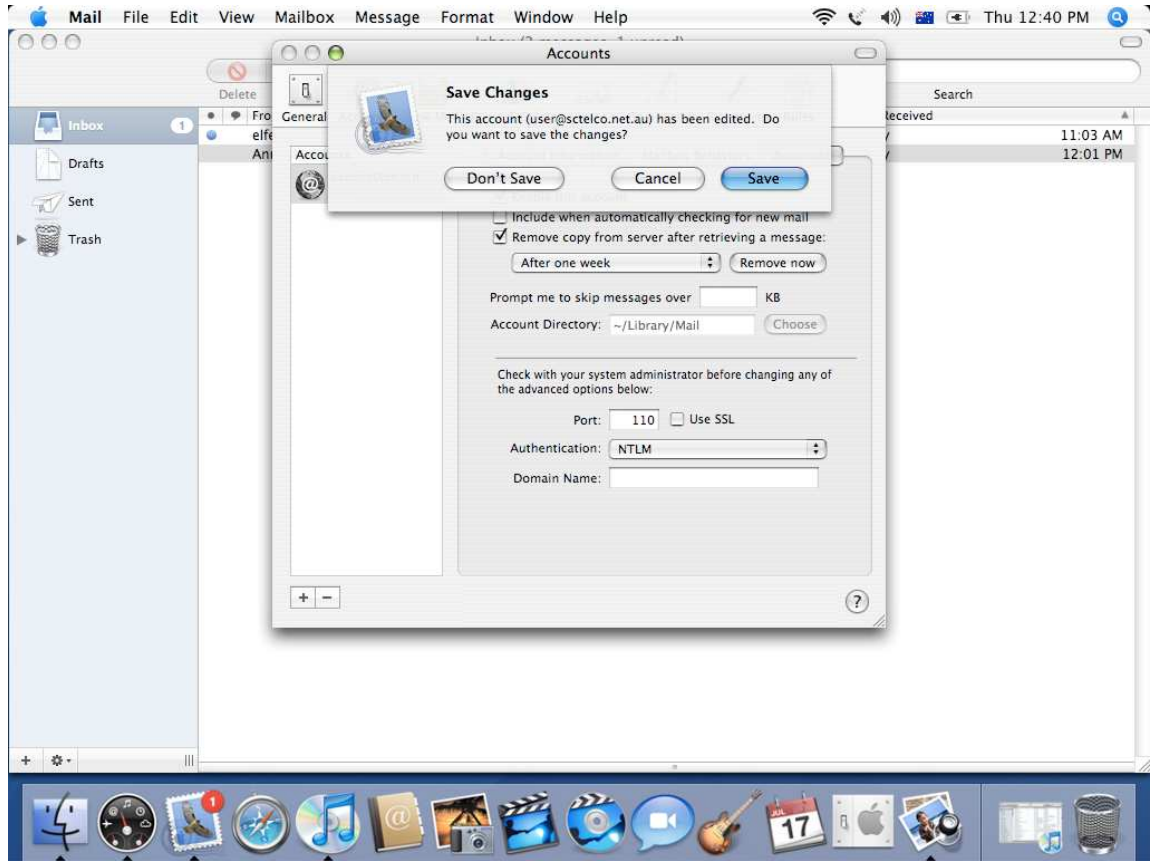 Mail File Edit View Mailbox Message Format Window Help Thu 12:40 PM
Accounts
Delete
Search
General
Save Changes
This account (user@sctelco.net.au) has been edited. Do
you want to save the changes?
Don't Save Cancel Save
Inbox 1
Drafts
Sent
Trash
Fro
elfe
11:03 AM
12:01 PM
Include when automatically checking for new mail
Remove copy from server after retrieving a message:
After one week Remove now
Prompt me to skip messages over KB
Account Directory: ~/Library/Mail Choose
Check with your system administrator before changing any of
the advanced options below:
Port: 110 Use SSL
Authentication: NTLM
Domain Name:
+ - ?
1
JUL
17